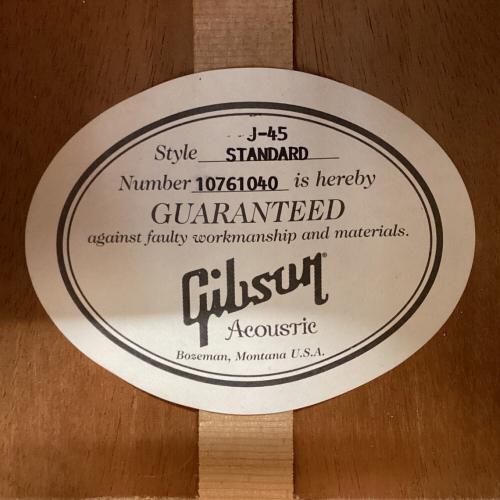 J-45
Style STANDARD
Number 10761040 is hereby
GUARANTEED
against faulty workmanship and materials.
Gibson®
Acoustic
Bozeman, Montana U.S.A.